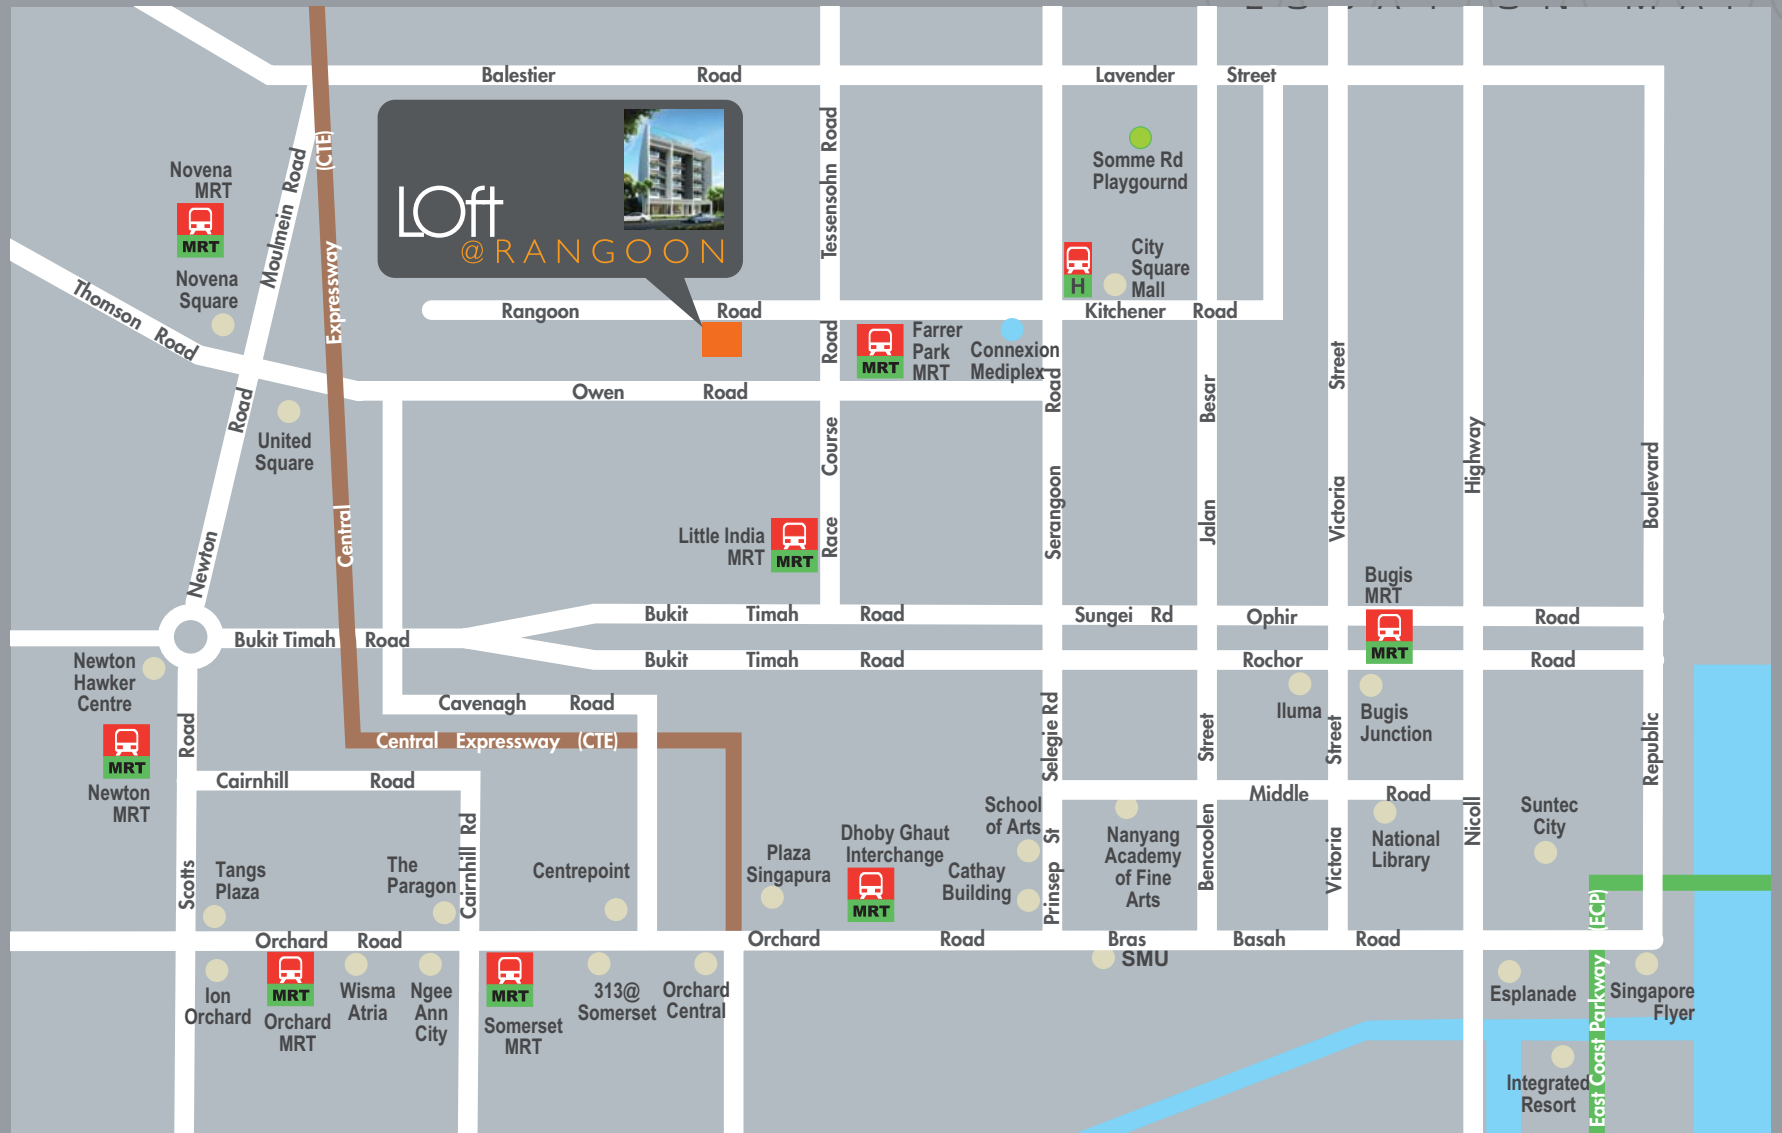 Balestier Road
Lavender Street
Tessensohn Road
(CTE)
Expressway
Central
Moulmein Road
Novena
MRT
MRT
Novena
Square
Thomson Road
LOft
@RANGOON
Somme Rd
Playgournd
City
Square
Mall
H
Rangoon Road
Kitchener Road
Farrer
Park
MRT
MRT
Connexion
Mediplex
Owen Road
Race Course Road
Serangoon Road
Jalan Besar
Victoria Street
Nicoll Highway
Republic Boulevard
United
Square
Newton Road
Little India
MRT
MRT
Bugis
MRT
MRT
Bukit Timah Road
Bukit Timah Road
Sungei Rd
Ophir Road
Bukit Timah Road
Rochor Road
Newton
Hawker
Centre
MRT
Newton
MRT
Scotts Road
Cavenagh Road
Central Expressway (CTE)
Cairnhill Road
Cairnhill Rd
Selegie Rd
Prinsep St
Bencoolen Street
Victoria Street
Iluma
Bugis
Junction
Middle Road
National
Library
Suntec
City
School
of Arts
Nanyang
Academy
of Fine
Arts
Dhoby Ghaut
Interchange
MRT
Cathay
Building
Plaza
Singapura
Centrepoint
The
Paragon
Tangs
Plaza
Orchard Road
Orchard Road
Bras Basah Road
SMU
Ion
Orchard
MRT
Orchard
MRT
Wisma
Atria
Ngee
Ann
City
MRT
Somerset
MRT
313@
Somerset
Orchard
Central
Esplanade
Singapore
Flyer
Integrated
Resort
East Coast Parkway (ECP)